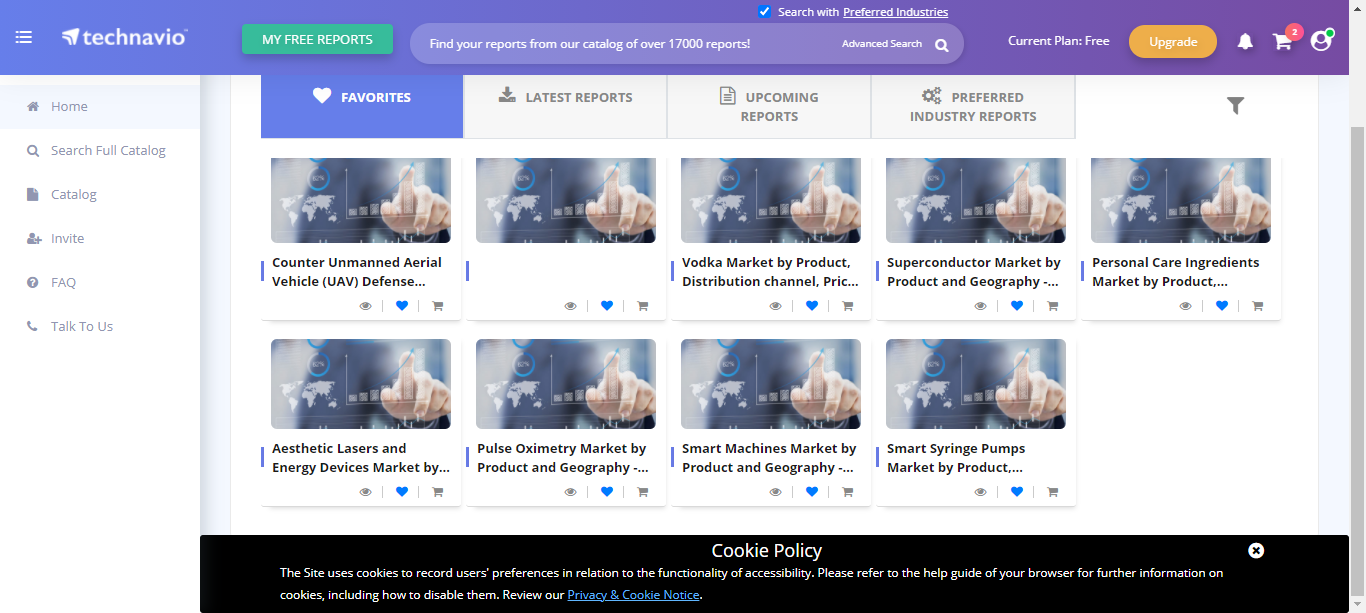 Search with Preferred Industries
technavio
MY FREE REPORTS
Find your reports from our catalog of over 17000 reports!
Advanced Search
Current Plan: Free
Upgrade
2
Home
Search Full Catalog
Catalog
Invite
FAQ
Talk To Us
FAVORITES
LATEST REPORTS
UPCOMING
REPORTS
PREFERRED
INDUSTRY REPORTS
Counter Unmanned Aerial
Vehicle (UAV) Defense...
Vodka Market by Product,
Distribution channel, Pric...
Superconductor Market by
Product and Geography -...
Personal Care Ingredients
Market by Product,...
Aesthetic Lasers and
Energy Devices Market by...
Pulse Oximetry Market by
Product and Geography -...
Smart Machines Market by
Product and Geography -...
Smart Syringe Pumps
Market by Product,...
Cookie Policy
The Site uses cookies to record users' preferences in relation to the functionality of accessibility. Please refer to the help guide of your browser for further information on
cookies, including how to disable them. Review our Privacy & Cookie Notice.